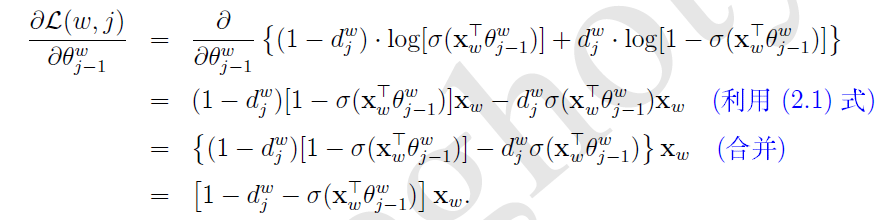 ∂𝓛(w, j)/∂θ^w_{j−1} = ∂/∂θ^w_{j−1} {(1 − d^w_j) · log[σ(x_w^⊤ θ^w_{j−1})] + d^w_j · log[1 − σ(x_w^⊤ θ^w_{j−1})]}
= (1 − d^w_j)[1 − σ(x_w^⊤ θ^w_{j−1})]x_w − d^w_j σ(x_w^⊤ θ^w_{j−1})x_w (利用 (2.1) 式)
= {(1 − d^w_j)[1 − σ(x_w^⊤ θ^w_{j−1})] − d^w_j σ(x_w^⊤ θ^w_{j−1})} x_w (合并)
= [1 − d^w_j − σ(x_w^⊤ θ^w_{j−1})] x_w.